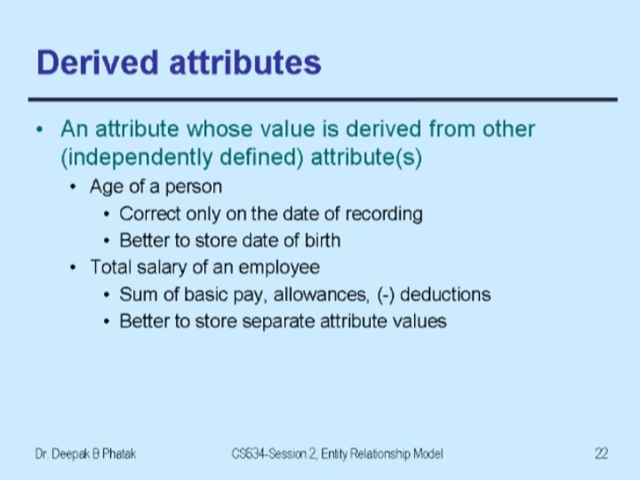 Derived attributes
• An attribute whose value is derived from other
(independently defined) attribute(s)
• Age of a person
• Correct only on the date of recording
• Better to store date of birth
• Total salary of an employee
• Sum of basic pay, allowances, (-) deductions
• Better to store separate attribute values
Dr. Deepak B Phatak CS634-Session 2, Entity Relationship Model 22